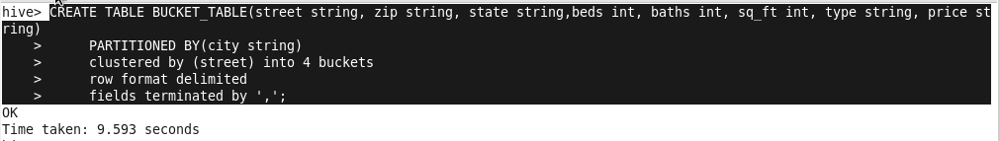 hive> CREATE TABLE BUCKET_TABLE(street string, zip string, state string,beds int, baths int, sq_ft int, type string, price st
ring)
    >      PARTITIONED BY(city string)
    >      clustered by (street) into 4 buckets
    >      row format delimited
    >      fields terminated by ',';
OK
Time taken: 9.593 seconds